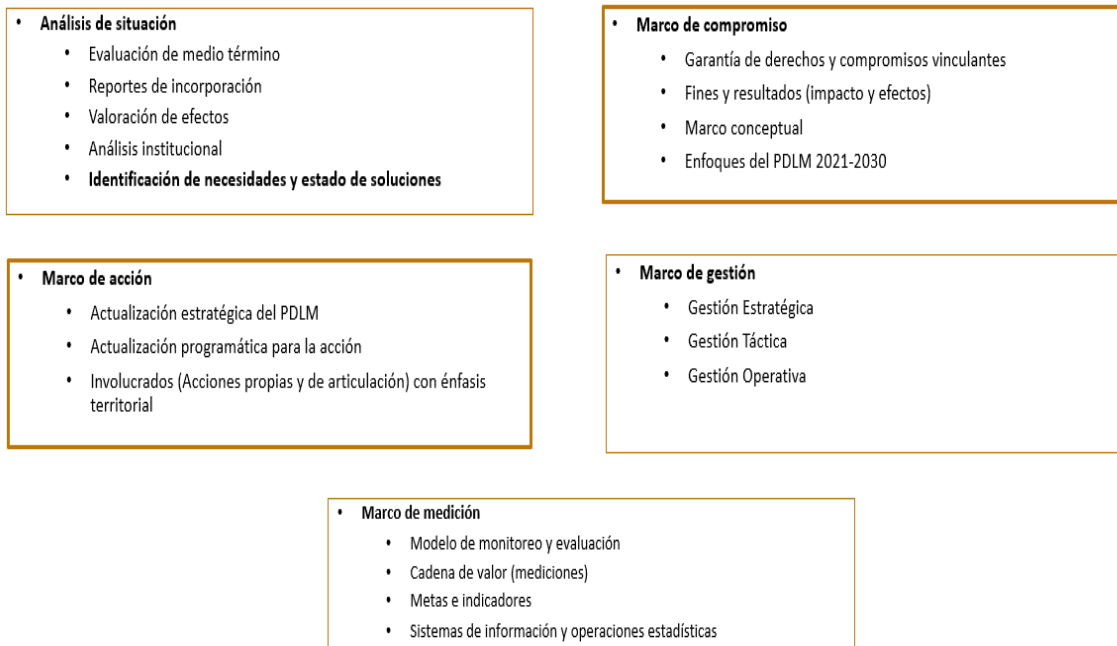 • Análisis de situación
• Evaluación de medio término
• Reportes de incorporación
• Valoración de efectos
• Análisis institucional
• Identificación de necesidades y estado de soluciones
• Marco de compromiso
• Garantía de derechos y compromisos vinculantes
• Fines y resultados (impacto y efectos)
• Marco conceptual
• Enfoques del PDLM 2021-2030
• Marco de acción
• Actualización estratégica del PDLM
• Actualización programática para la acción
• Involucrados (Acciones propias y de articulación) con énfasis
territorial
• Marco de gestión
• Gestión Estratégica
• Gestión Táctica
• Gestión Operativa
• Marco de medición
• Modelo de monitoreo y evaluación
• Cadena de valor (mediciones)
• Metas e indicadores
• Sistemas de información y operaciones estadísticas